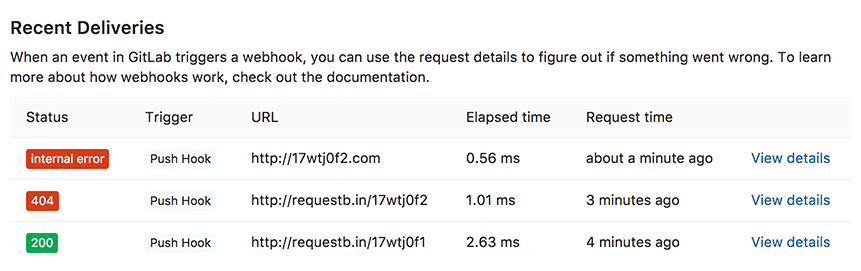 Recent Deliveries
When an event in GitLab triggers a webhook, you can use the request details to figure out if something went wrong. To learn
more about how webhooks work, check out the documentation.
Status Trigger URL Elapsed time Request time
internal error Push Hook http://17wtj0f2.com 0.56 ms about a minute ago View details
404 Push Hook http://requestb.in/17wtj0f2 1.01 ms 3 minutes ago View details
200 Push Hook http://requestb.in/17wtj0f1 2.63 ms 4 minutes ago View details